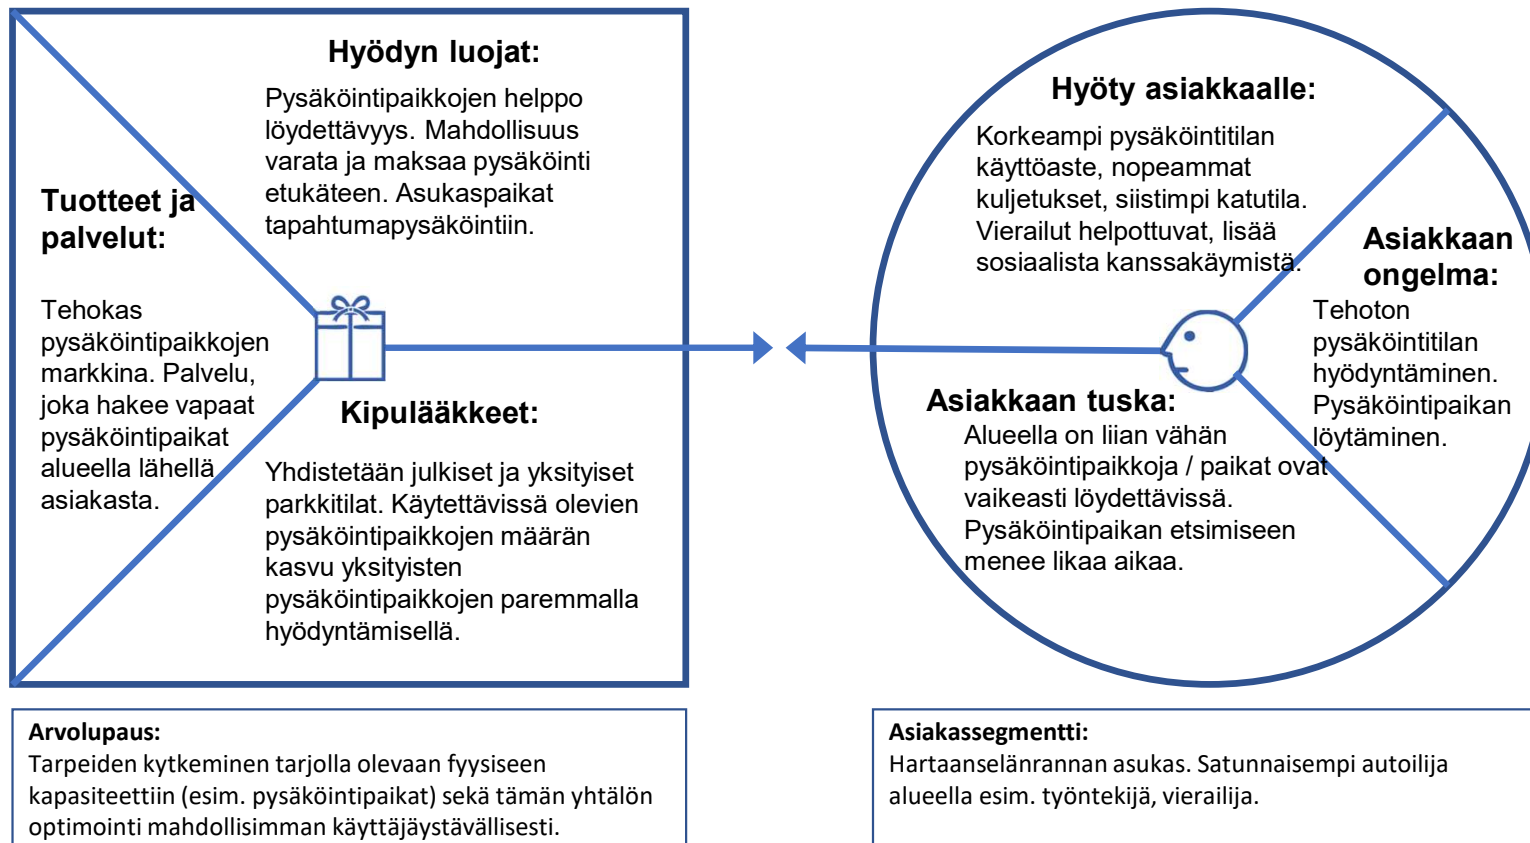 Hyödyn luojat:
Pysäköintipaikkojen helppo
löydettävyys. Mahdollisuus
varata ja maksaa pysäköinti
etukäteen. Asukaspaikat
tapahtumapysäköintiin.
Tuotteet ja
palvelut:
Tehokas
pysäköintipaikkojen
markkina. Palvelu,
joka hakee vapaat
pysäköintipaikat
alueella lähellä
asiakasta.
Kipulääkkeet:
Yhdistetään julkiset ja yksityiset
parkkitilat. Käytettävissä olevien
pysäköintipaikkojen määrän
kasvu yksityisten
pysäköintipaikkojen paremmalla
hyödyntämisellä.
Hyöty asiakkaalle:
Korkeampi pysäköintitilan
käyttöaste, nopeammat
kuljetukset, siistimpi katutila.
Vierailut helpottuvat, lisää
sosiaalista kanssakäymistä.
Asiakkaan
ongelma:
Tehoton
pysäköintitilan
hyödyntäminen.
Pysäköintipaikan
löytäminen.
Asiakkaan tuska:
Alueella on liian vähän
pysäköintipaikkoja / paikat ovat
vaikeasti löydettävissä.
Pysäköintipaikan etsimiseen
menee likaa aikaa.
Arvolupaus:
Tarpeiden kytkeminen tarjolla olevaan fyysiseen
kapasiteettiin (esim. pysäköintipaikat) sekä tämän yhtälön
optimointi mahdollisimman käyttäjäystävällisesti.
Asiakassegmentti:
Hartaanselänrannan asukas. Satunnaisempi autoilija
alueella esim. työntekijä, vierailija.